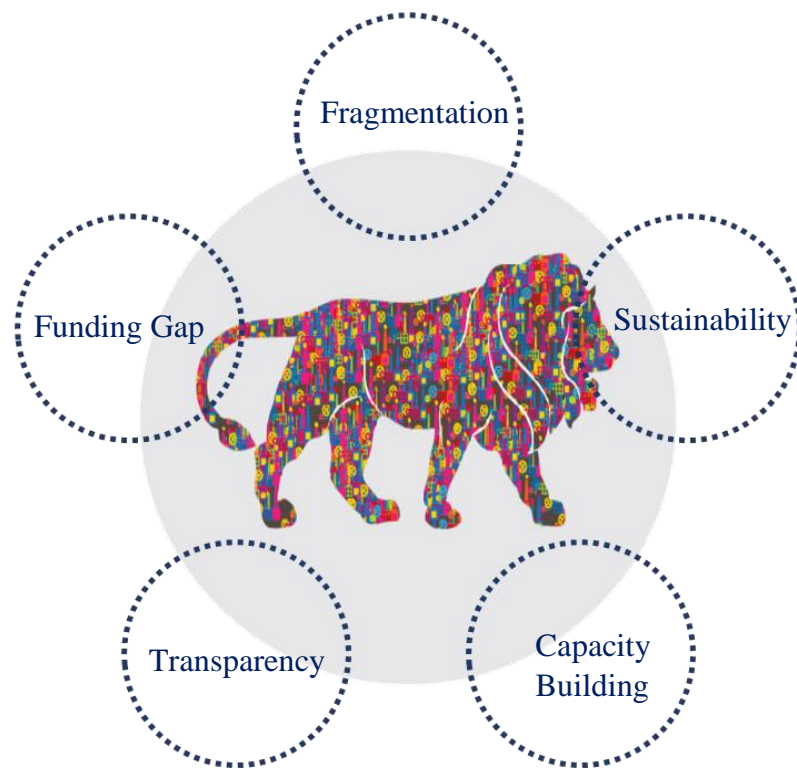 Fragmentation
Funding Gap
Sustainability
Transparency
Capacity
Building